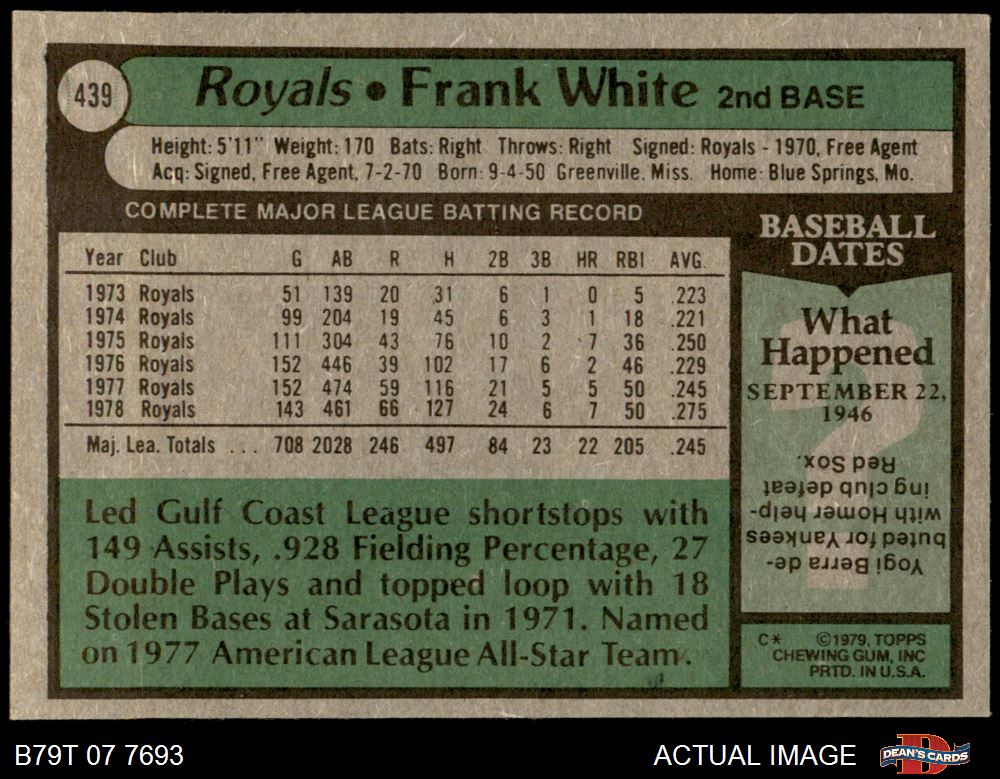 439
Royals • Frank White 2nd BASE
Height: 5'11" Weight: 170 Bats: Right Throws: Right Signed: Royals - 1970, Free Agent
Acq: Signed, Free Agent, 7-2-70 Born: 9-4-50 Greenville, Miss. Home: Blue Springs, Mo.
COMPLETE MAJOR LEAGUE BATTING RECORD
Year Club G AB R H 2B 3B HR RBI AVG.
1973 Royals 51 139 20 31 6 1 0 5 .223
1974 Royals 99 204 19 45 6 3 1 18 .221
1975 Royals 111 304 43 76 10 2 7 36 .250
1976 Royals 152 446 39 102 17 6 2 46 .229
1977 Royals 152 474 59 116 21 5 5 50 .245
1978 Royals 143 461 66 127 24 6 7 50 .275
Maj. Lea. Totals ... 708 2028 246 497 84 23 22 205 .245
Led Gulf Coast League shortstops with
149 Assists, .928 Fielding Percentage, 27
Double Plays and topped loop with 18
Stolen Bases at Sarasota in 1971. Named
on 1977 American League All-Star Team.
BASEBALL
DATES
What
Happened
SEPTEMBER 22,
1946
Yogi Berra de-
buted for Yankees
with Homer help-
ing club defeat
Red Sox.
C* ©1979, TOPPS
CHEWING GUM, INC
PRTD. IN U.S.A.
B79T 07 7693
ACTUAL IMAGE
DEAN'S CARDS